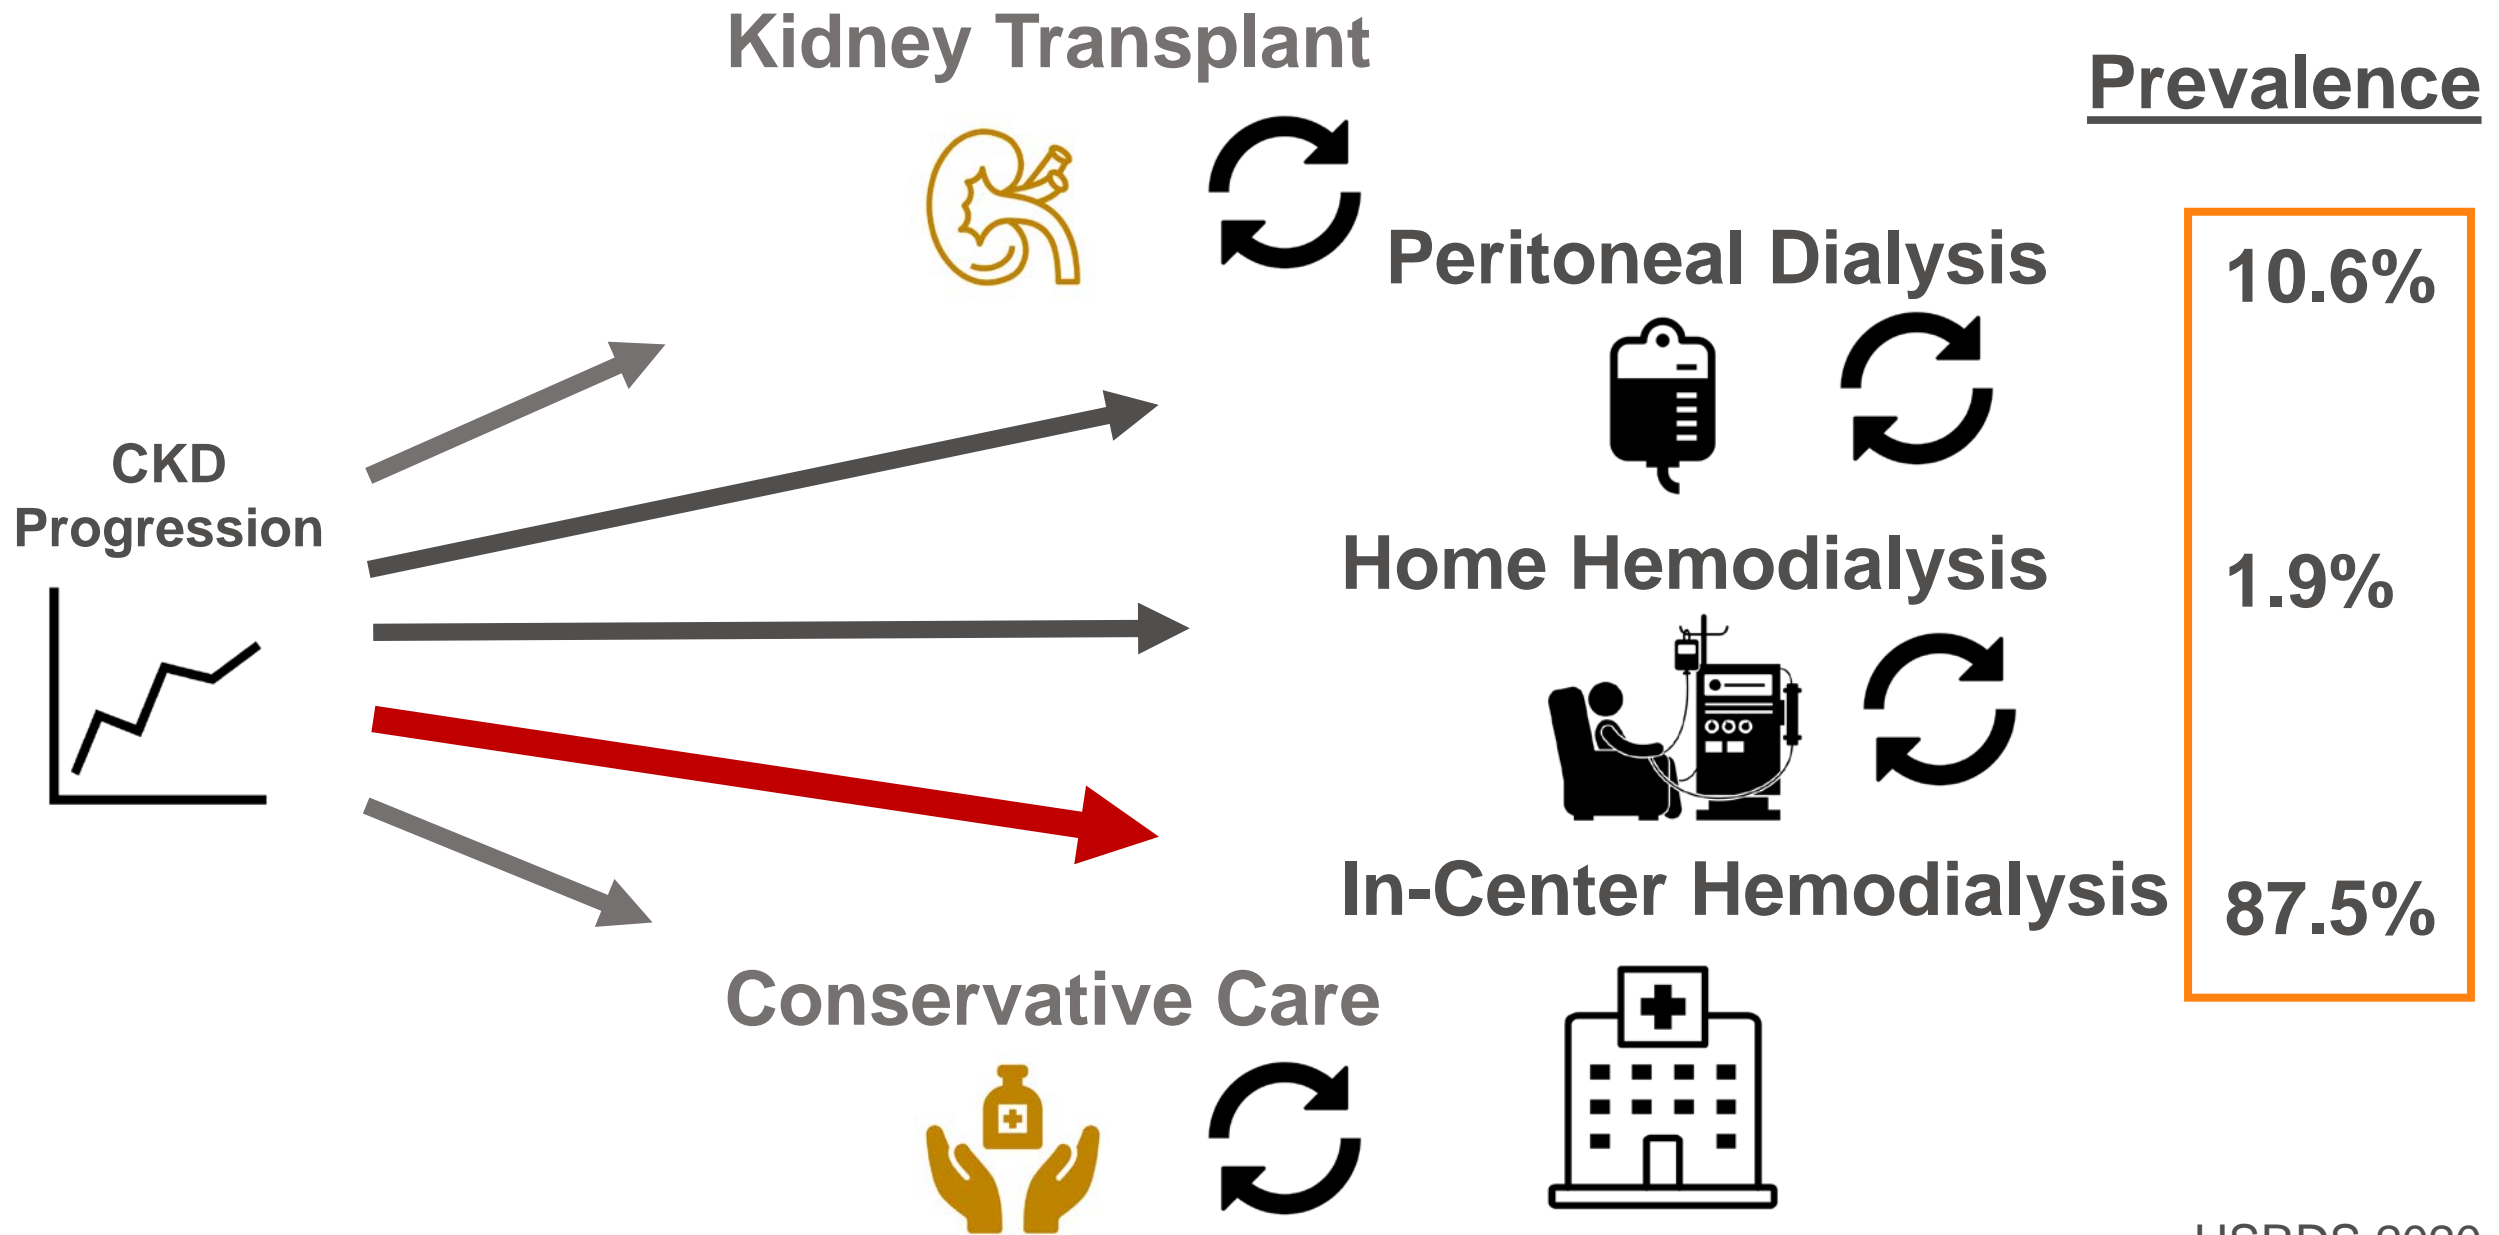 Kidney Transplant
Prevalence
Peritoneal Dialysis
10.6%
CKD
Progression
Home Hemodialysis
1.9%
In-Center Hemodialysis
87.5%
Conservative Care